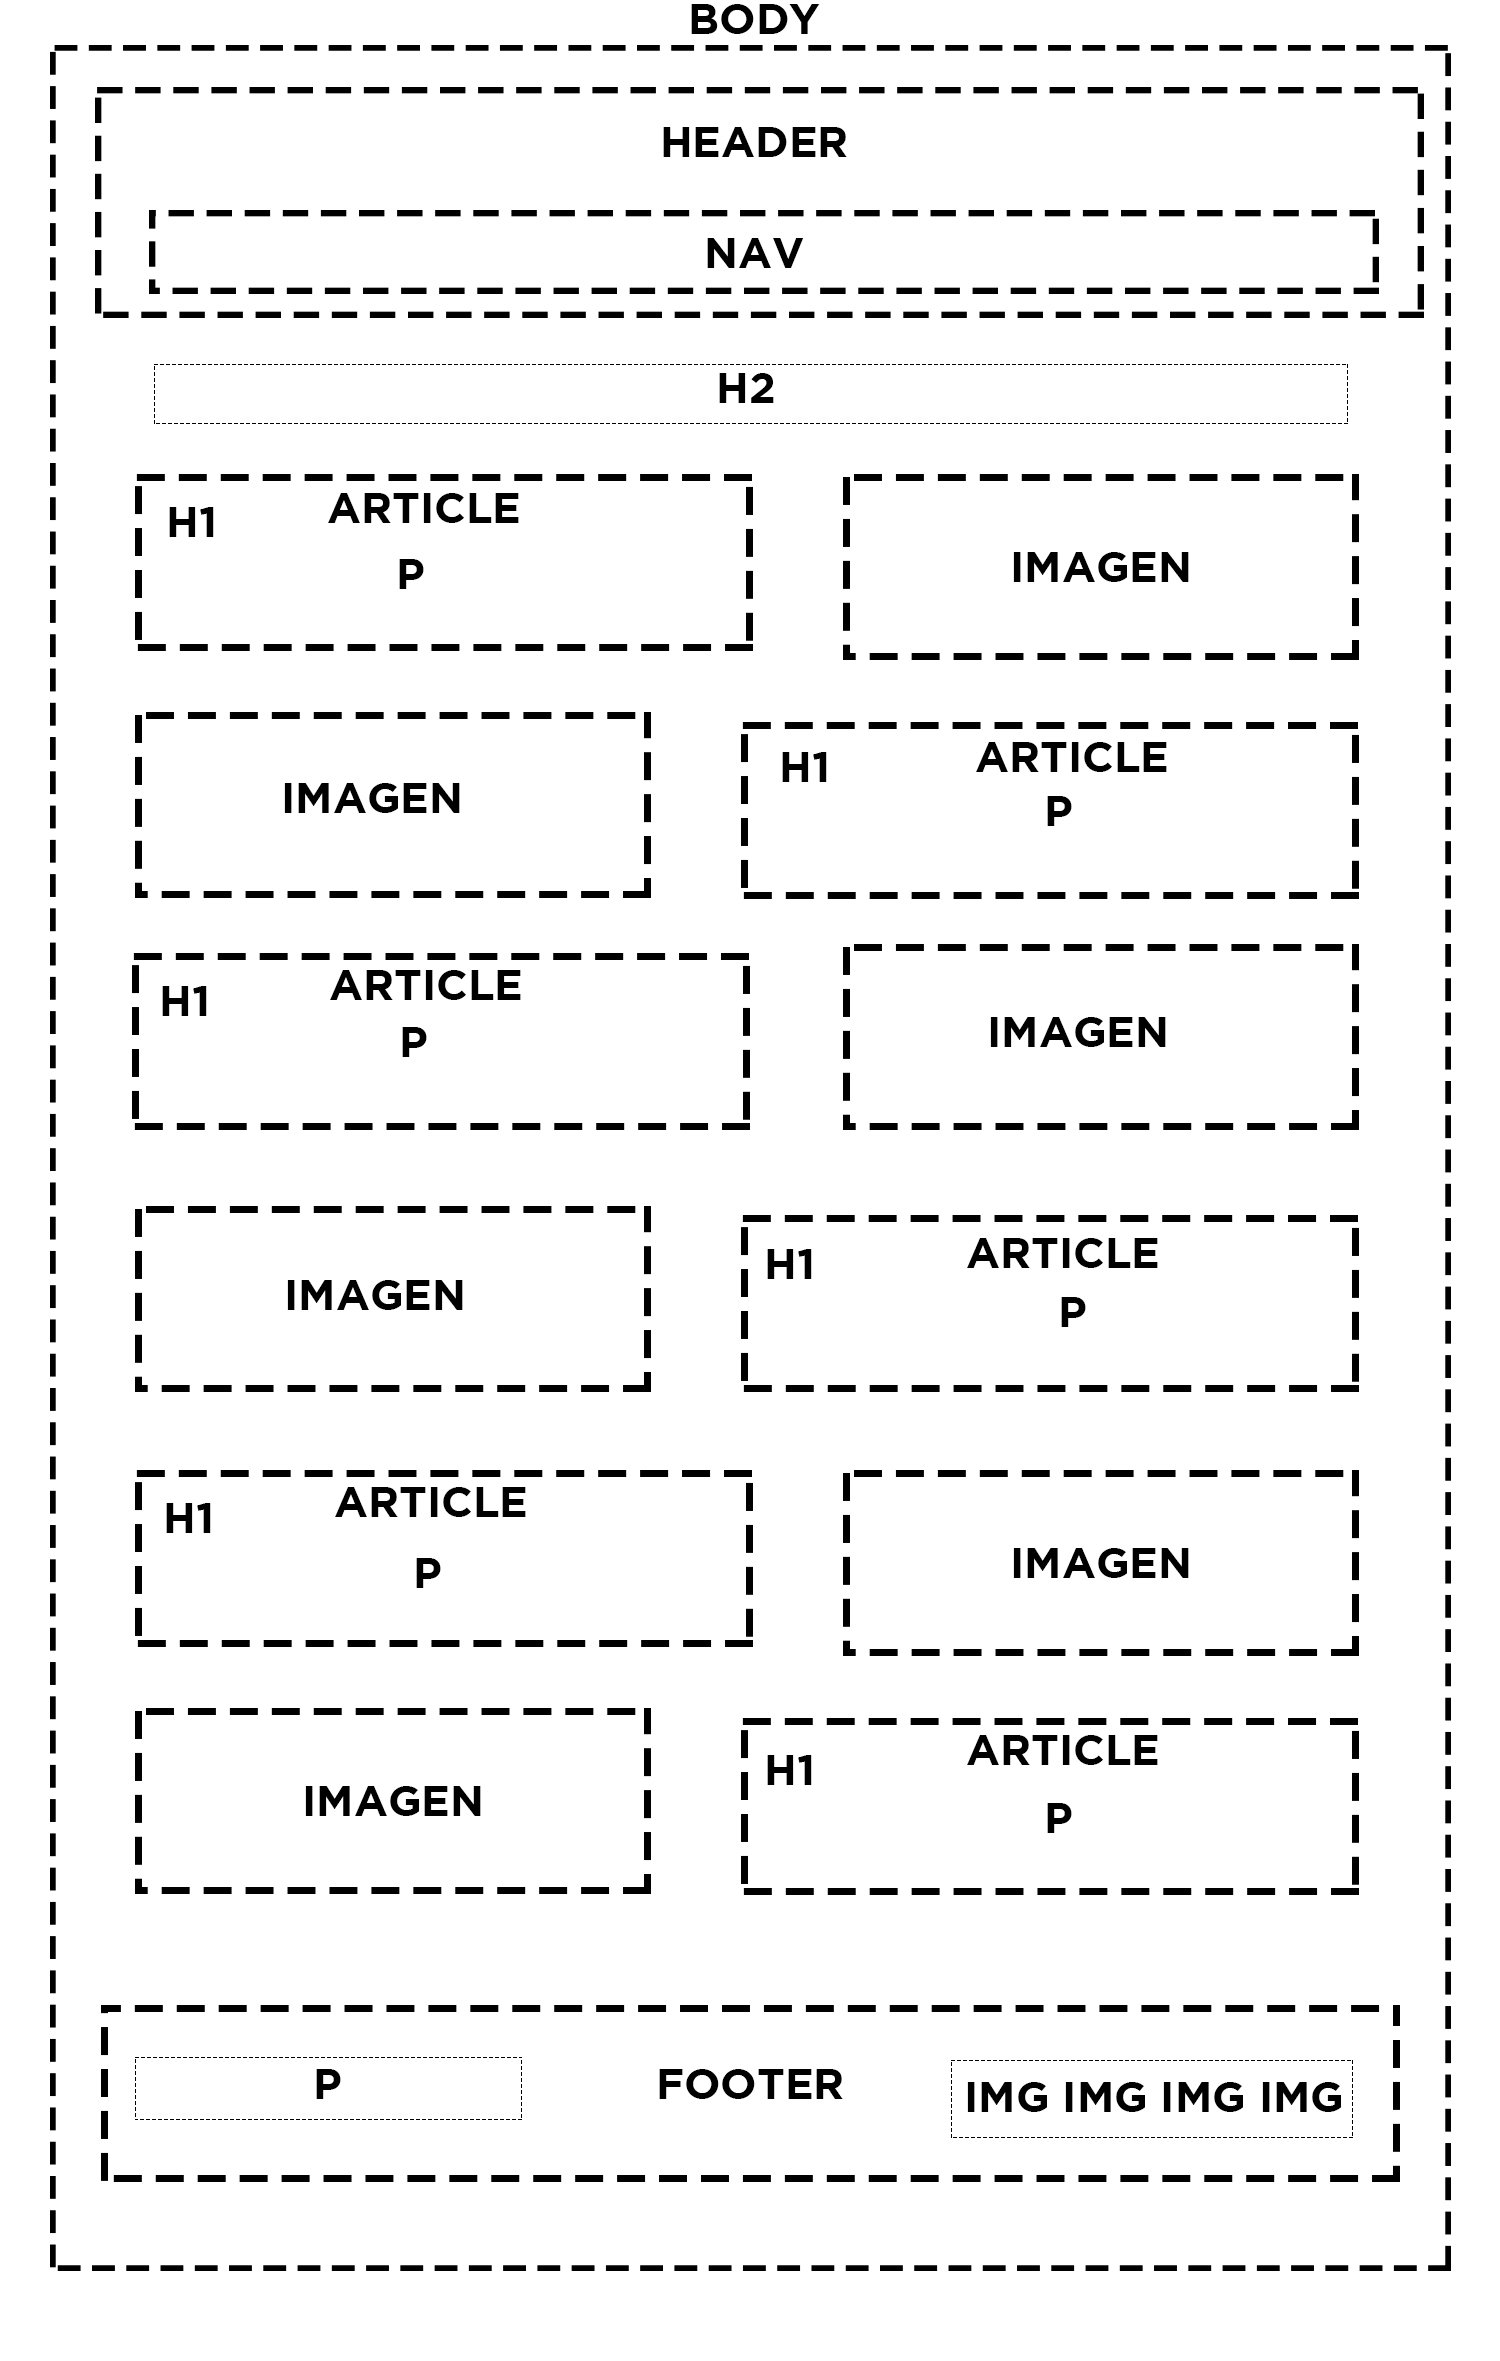 BODY
HEADER
NAV
H2
H1 ARTICLE
P
IMAGEN
IMAGEN
H1 ARTICLE
P
H1 ARTICLE
P
IMAGEN
IMAGEN
H1 ARTICLE
P
H1 ARTICLE
P
IMAGEN
IMAGEN
H1 ARTICLE
P
P
FOOTER
IMG IMG IMG IMG